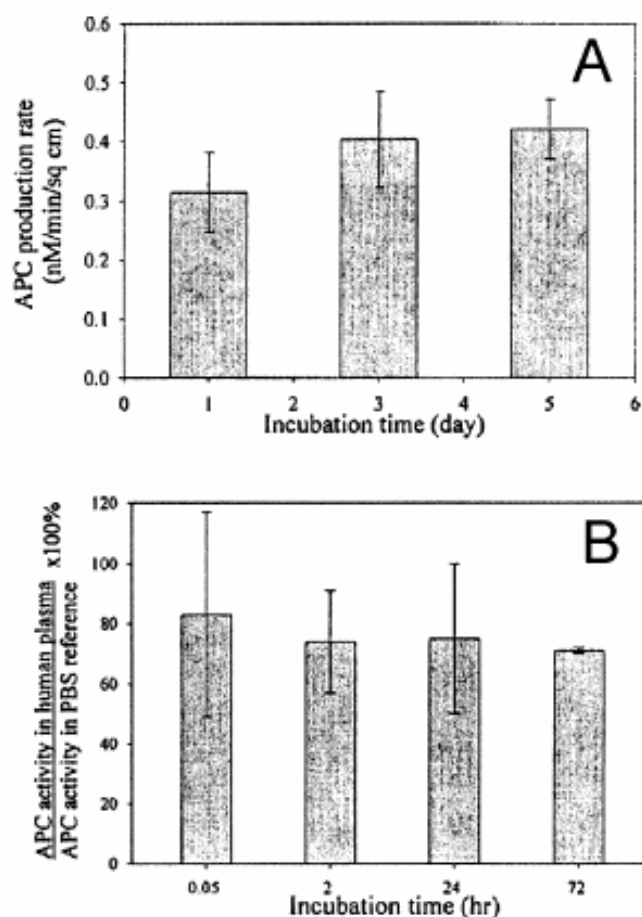 A
APC production rate
(nM/min/sq cm)
0.6
0.5
0.4
0.3
0.2
0.1
0.0
0 1 2 3 4 5 6
Incubation time (day)
B
APC activity in human plasma x100%
APC activity in PBS reference
120
100
80
60
40
20
0
0.05 2 24 72
Incubation time (hr)